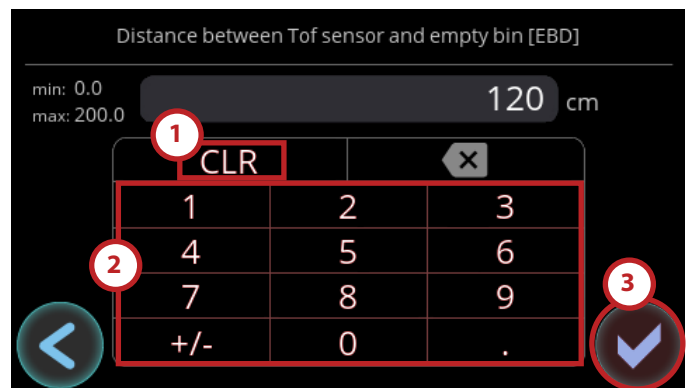 Distance between Tof sensor and empty bin [EBD]
min: 0.0
max: 200.0
120 cm
1
CLR
2
1 2 3
4 5 6
7 8 9
+/- 0 .
3